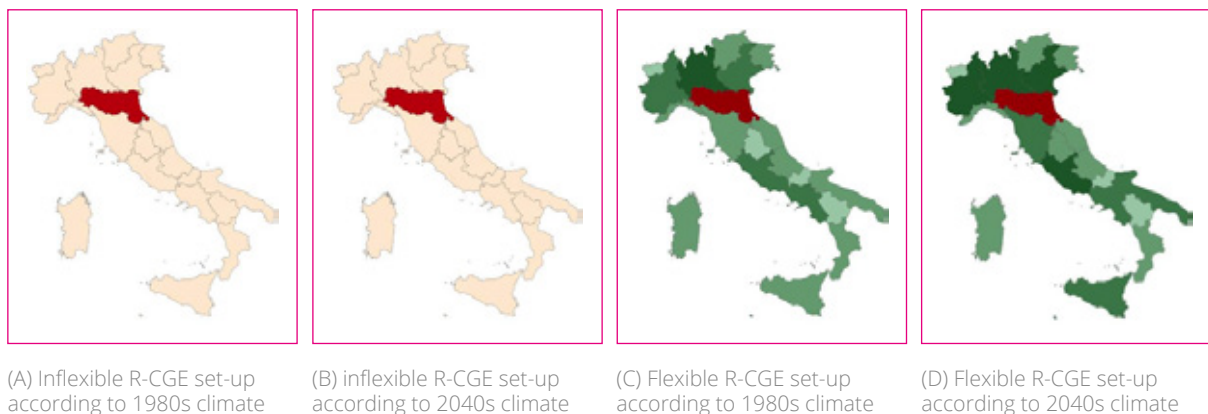 (A) Inflexible R-CGE set-up
according to 1980s climate
(B) inflexible R-CGE set-up
according to 2040s climate
(C) Flexible R-CGE set-up
according to 1980s climate
(D) Flexible R-CGE set-up
according to 2040s climate